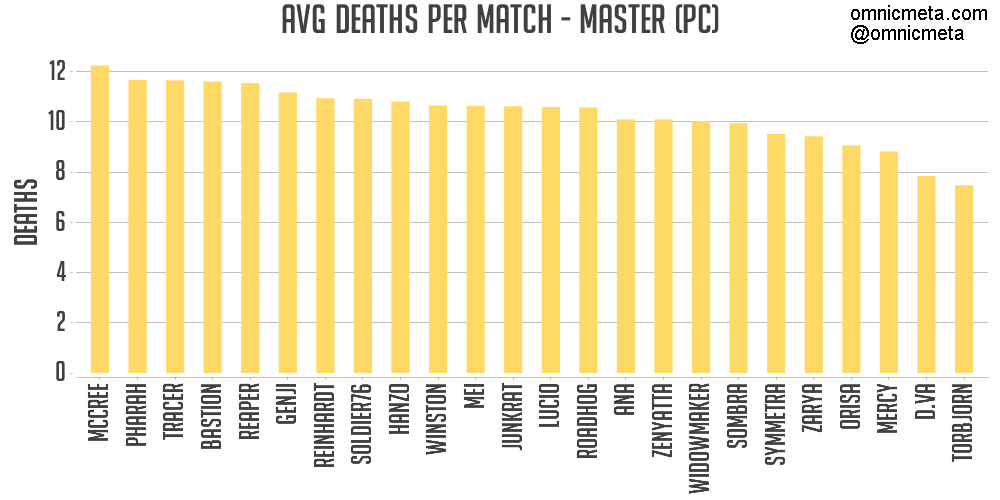 AVG DEATHS PER MATCH - MASTER (PC)
omnicmeta.com
@omnicmeta
DEATHS
12
10
8
6
4
2
0
MCREE
PHARAH
TRACER
BASTION
REAPER
GENJI
REINHARDT
SOLDIER76
HANZO
WINSTON
MEI
JUNKRAT
LUCIO
ROADHOG
ANA
ZENYATTA
WIDOWMAKER
SOMBRA
SYMMETRA
ZARYA
ORISA
MERCY
D.VA
TORBJORN